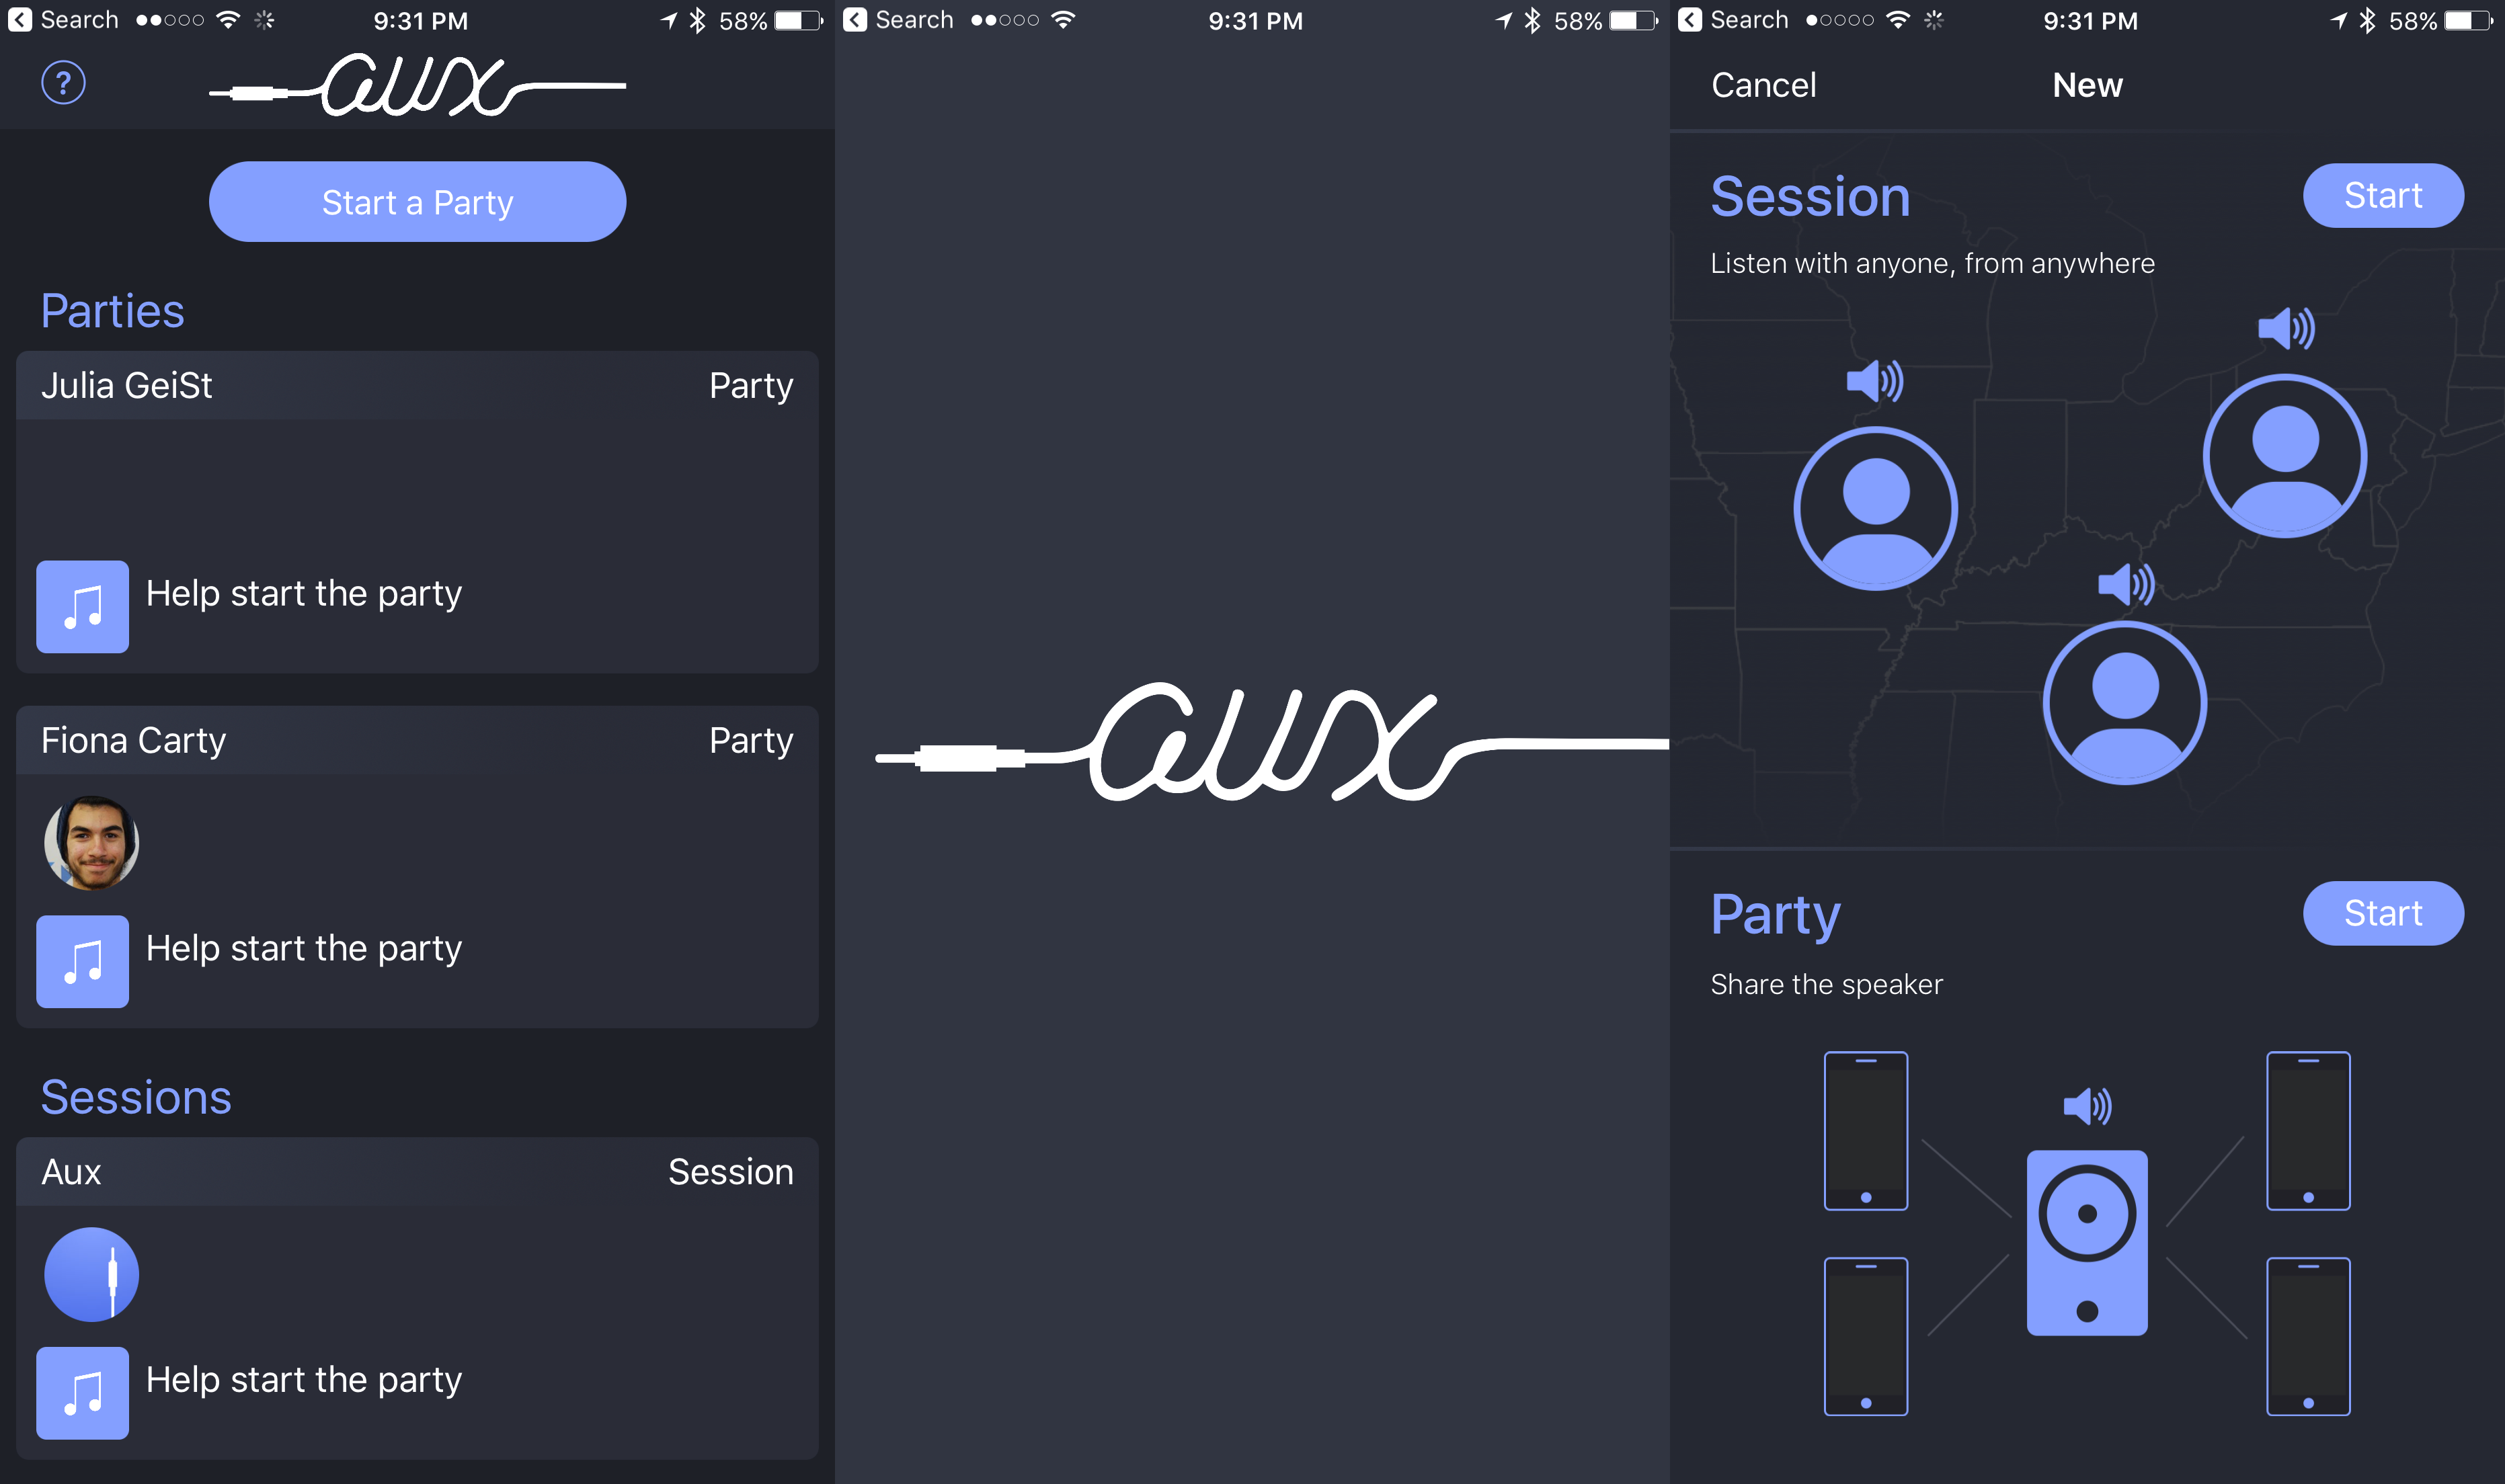 Search 9:31 PM 58%
?
aux
Start a Party
Parties
Julia GeiSt Party
Help start the party
Fiona Carty Party
Help start the party
Sessions
Aux Session
Help start the party
Search 9:31 PM 58%
aux
Search 9:31 PM 58%
Cancel New
Session Start
Listen with anyone, from anywhere
Party Start
Share the speaker